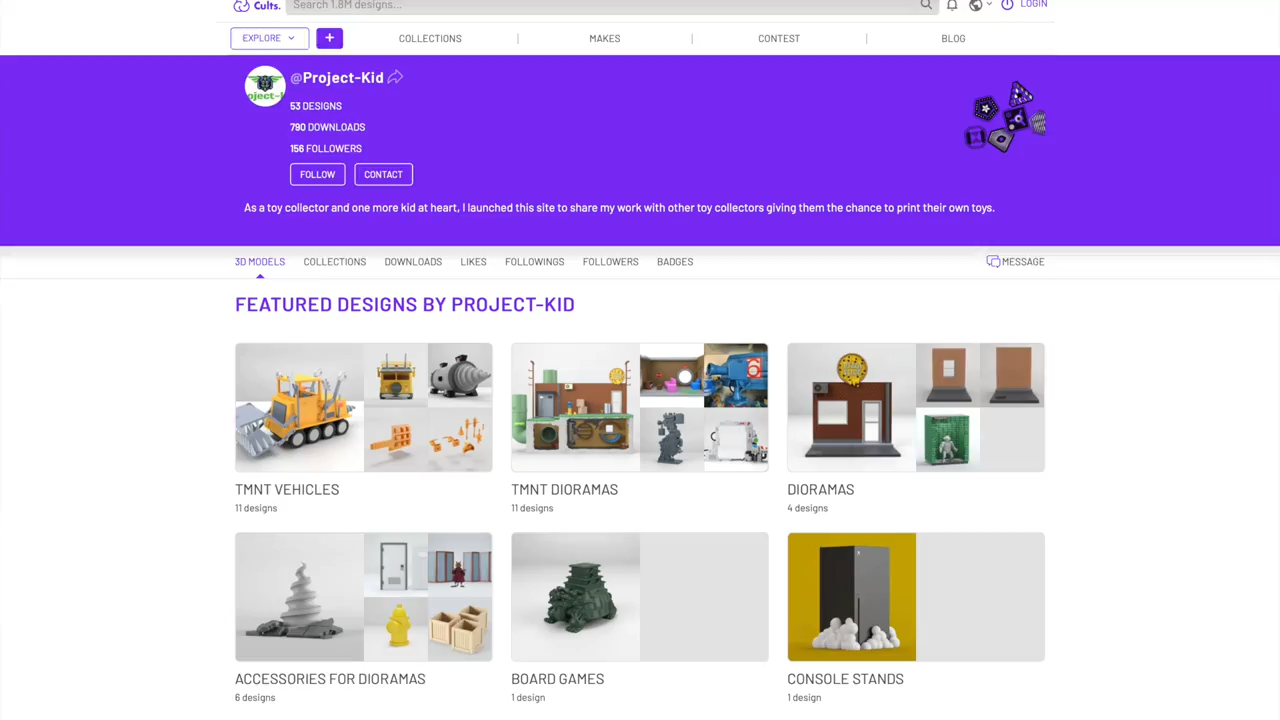 Cults.
Search 1.8M designs...
LOGIN
EXPLORE
+
COLLECTIONS
MAKES
CONTEST
BLOG
@Project-Kid
53 DESIGNS
790 DOWNLOADS
156 FOLLOWERS
FOLLOW
CONTACT
As a toy collector and one more kid at heart, I launched this site to share my work with other toy collectors giving them the chance to print their own toys.
3D MODELS
COLLECTIONS
DOWNLOADS
LIKES
FOLLOWINGS
FOLLOWERS
BADGES
MESSAGE
FEATURED DESIGNS BY PROJECT-KID
TMNT VEHICLES
11 designs
TMNT DIORAMAS
11 designs
DIORAMAS
4 designs
ACCESSORIES FOR DIORAMAS
6 designs
BOARD GAMES
1 design
CONSOLE STANDS
1 design